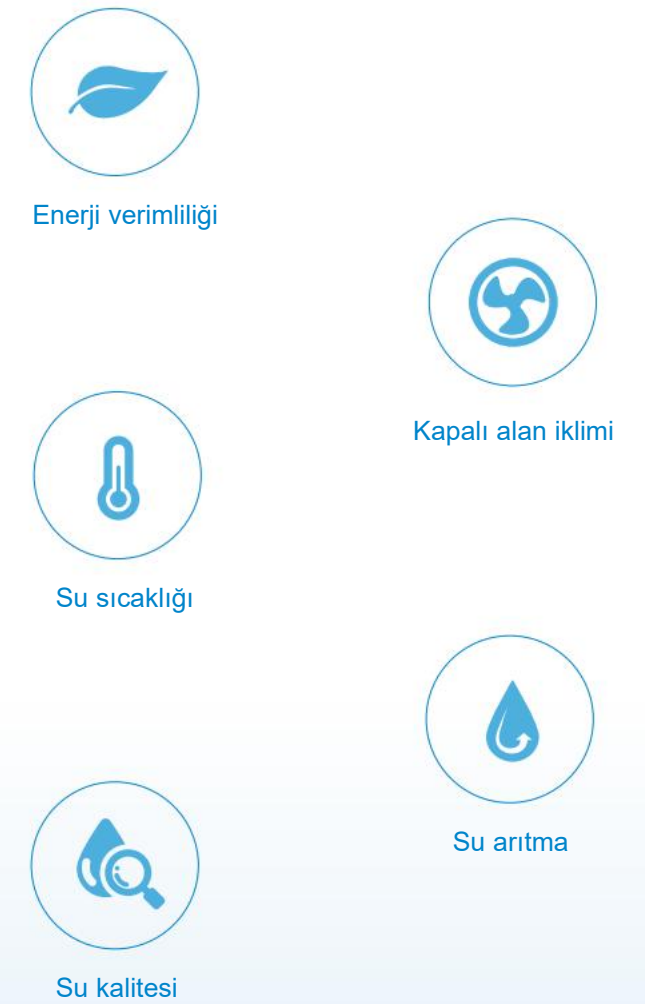 Enerji verimliliği
Kapalı alan iklimi
Su sıcaklığı
Su arıtma
Su kalitesi